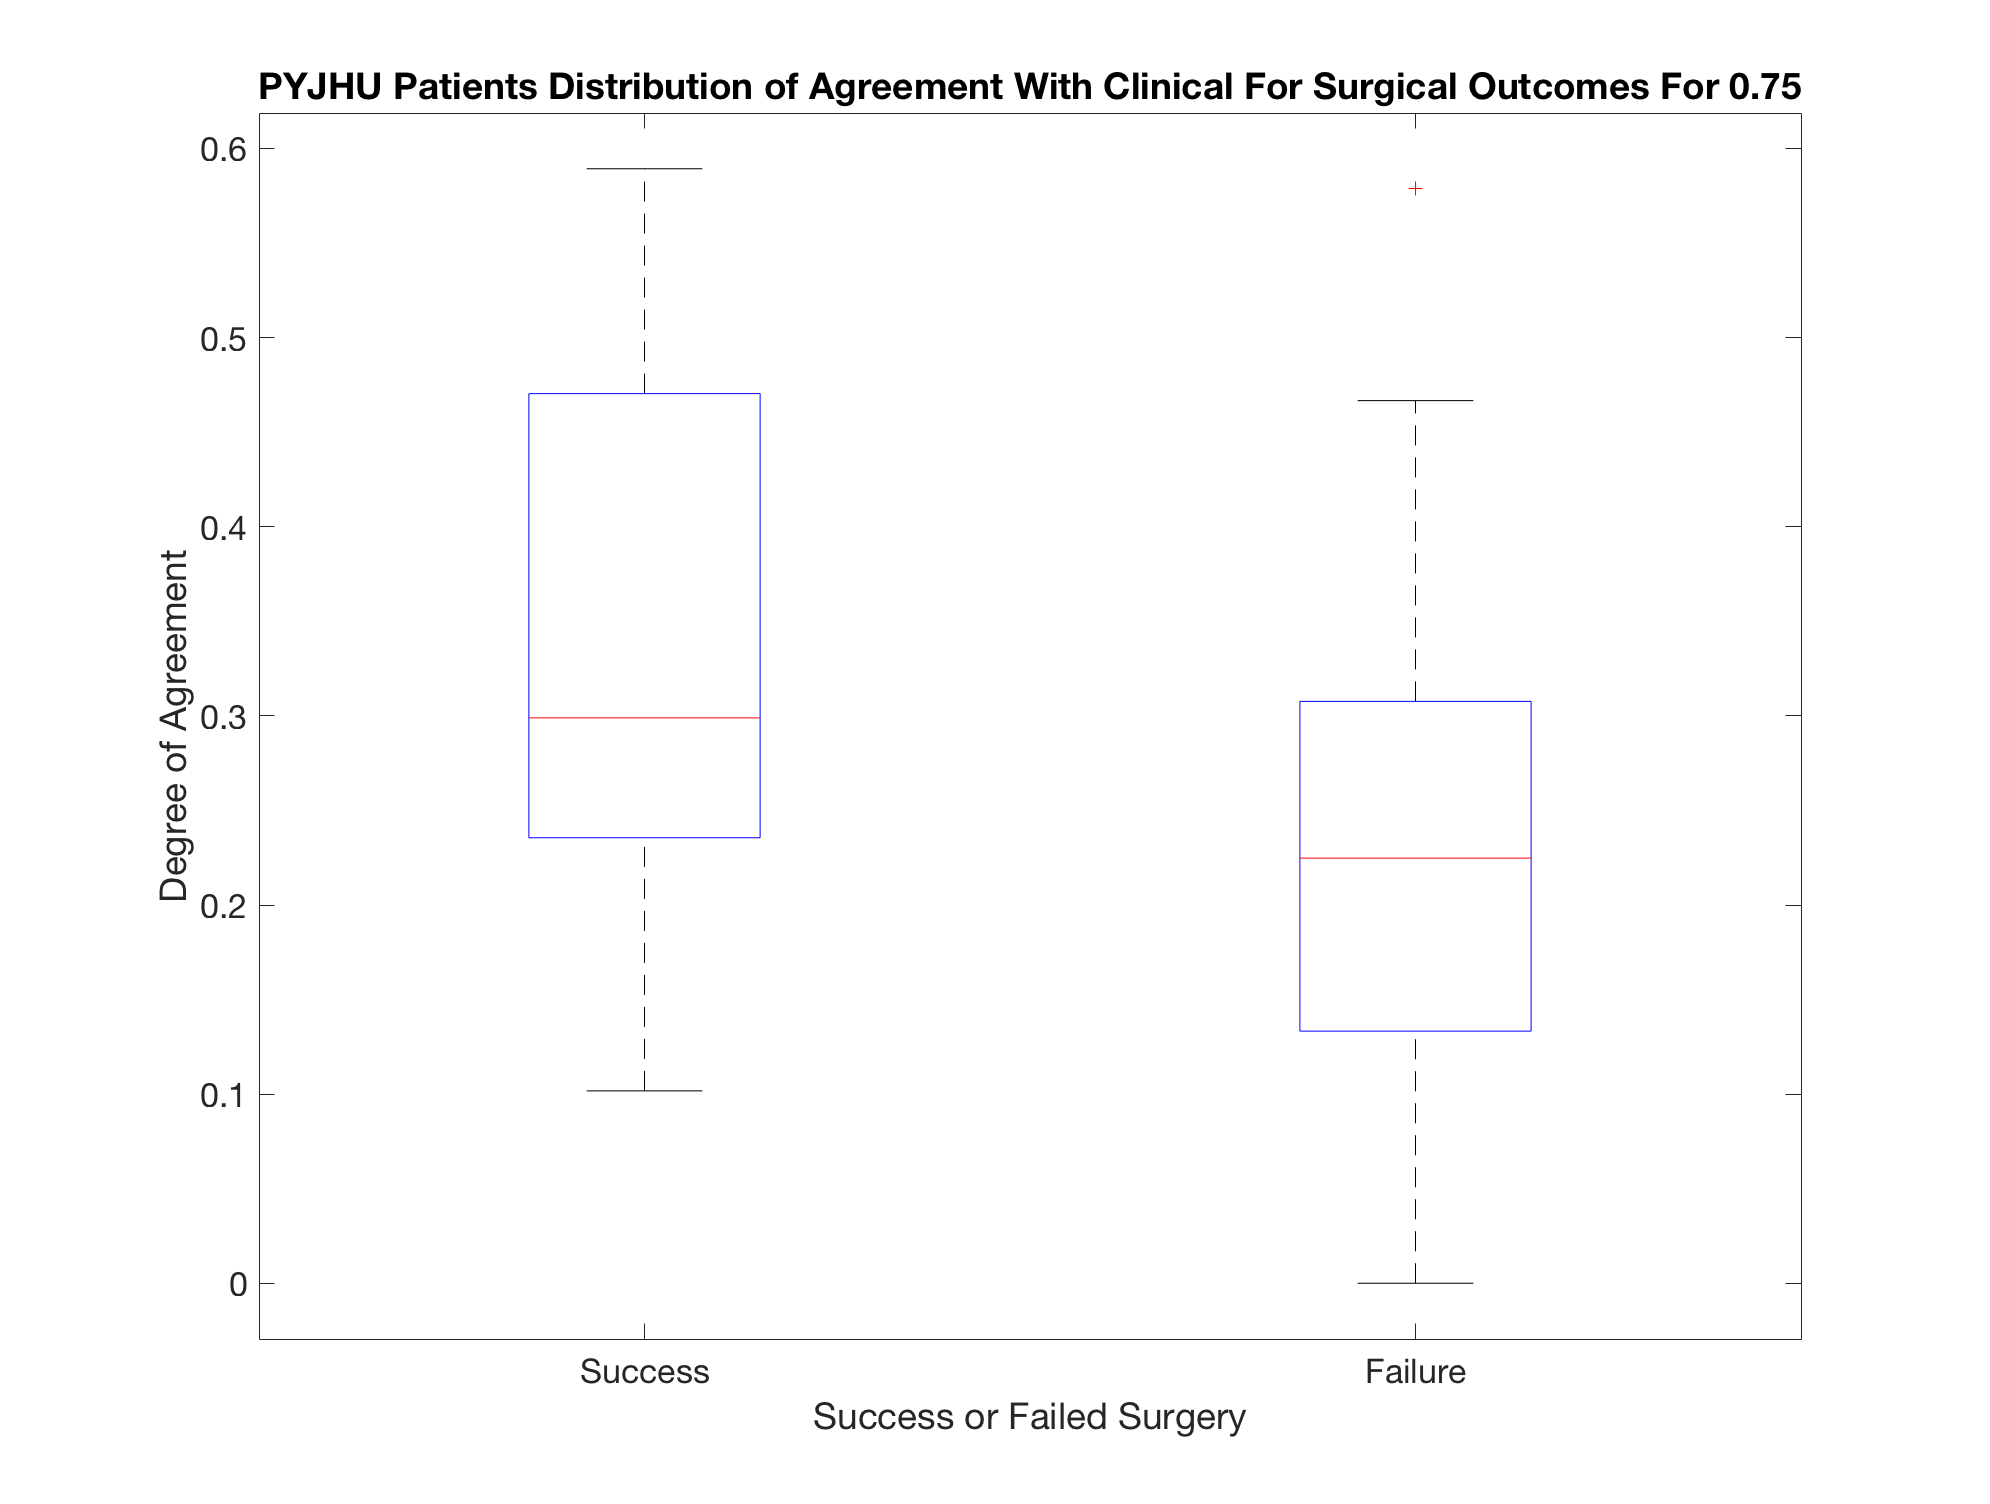 PYJHU Patients Distribution of Agreement With Clinical For Surgical Outcomes For 0.75
0.6
0.5
0.4
0.3
0.2
0.1
0
Degree of Agreement
Success
Failure
Success or Failed Surgery